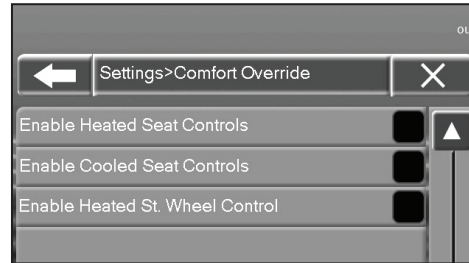 Settings>Comfort Override
Enable Heated Seat Controls
Enable Cooled Seat Controls
Enable Heated St. Wheel Control